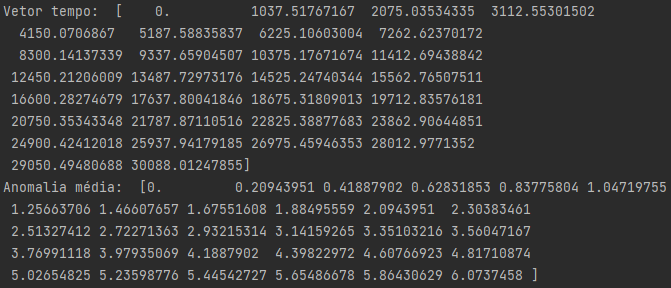 Vetor tempo:  [    0.          1037.51767167  2075.03534335  3112.55301502
  4150.0706867   5187.58835837  6225.10603004  7262.62370172
  8300.14137339  9337.65904507 10375.17671674 11412.69438842
 12450.21206009 13487.72973176 14525.24740344 15562.76507511
 16600.28274679 17637.80041846 18675.31809013 19712.83576181
 20750.35343348 21787.87110516 22825.38877683 23862.90644851
 24900.42412018 25937.94179185 26975.45946353 28012.9771352
 29050.49480688 30088.01247855]
Anomalia média:  [0.         0.20943951 0.41887902 0.62831853 0.83775804 1.04719755
 1.25663706 1.46607657 1.67551608 1.88495559 2.0943951  2.30383461
 2.51327412 2.72271363 2.93215314 3.14159265 3.35103216 3.56047167
 3.76991118 3.97935069 4.1887902  4.39822972 4.60766923 4.81710874
 5.02654825 5.23598776 5.44542727 5.65486678 5.86430629 6.0737458 ]